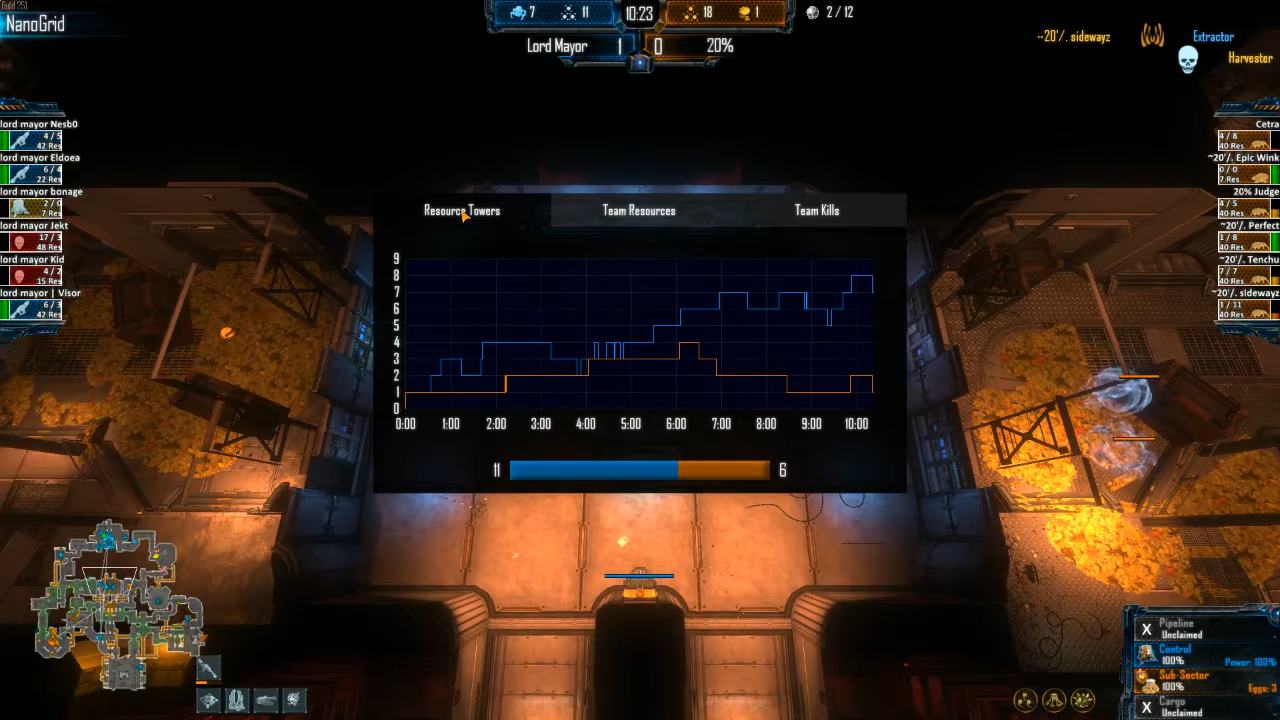 Build 251
NanoGrid
7 11 10:23 18 1 2 / 12
Lord Mayor 1 0 20%
~20'/. sidewayz Extractor
Harvester
lord mayor Nesb0
4 / 5
42 Res
lord mayor Eldoea
6 / 4
22 Res
lord mayor bonage
2 / 0
7 Res
lord mayor Jekt
17 / 3
48 Res
lord mayor Kid
4 / 2
15 Res
lord mayor | Visor
6 / 3
42 Res
Resource Towers Team Resources Team Kills
9
8
7
6
5
4
3
2
1
0
0:00 1:00 2:00 3:00 4:00 5:00 6:00 7:00 8:00 9:00 10:00
11 6
Cetra
4 / 8
40 Res
~20'/. Epic Wink
0 / 0
7 Res
20% Judge
4 / 5
40 Res
~20'/. Perfect
1 / 8
40 Res
~20'/. Tenchu
7 / 7
40 Res
~20'/. sidewayz
1 / 11
40 Res
X Pipeline
Unclaimed
Control
100% Power: 100%
Sub-Sector
100% Eggs: 3
X Cargo
Unclaimed